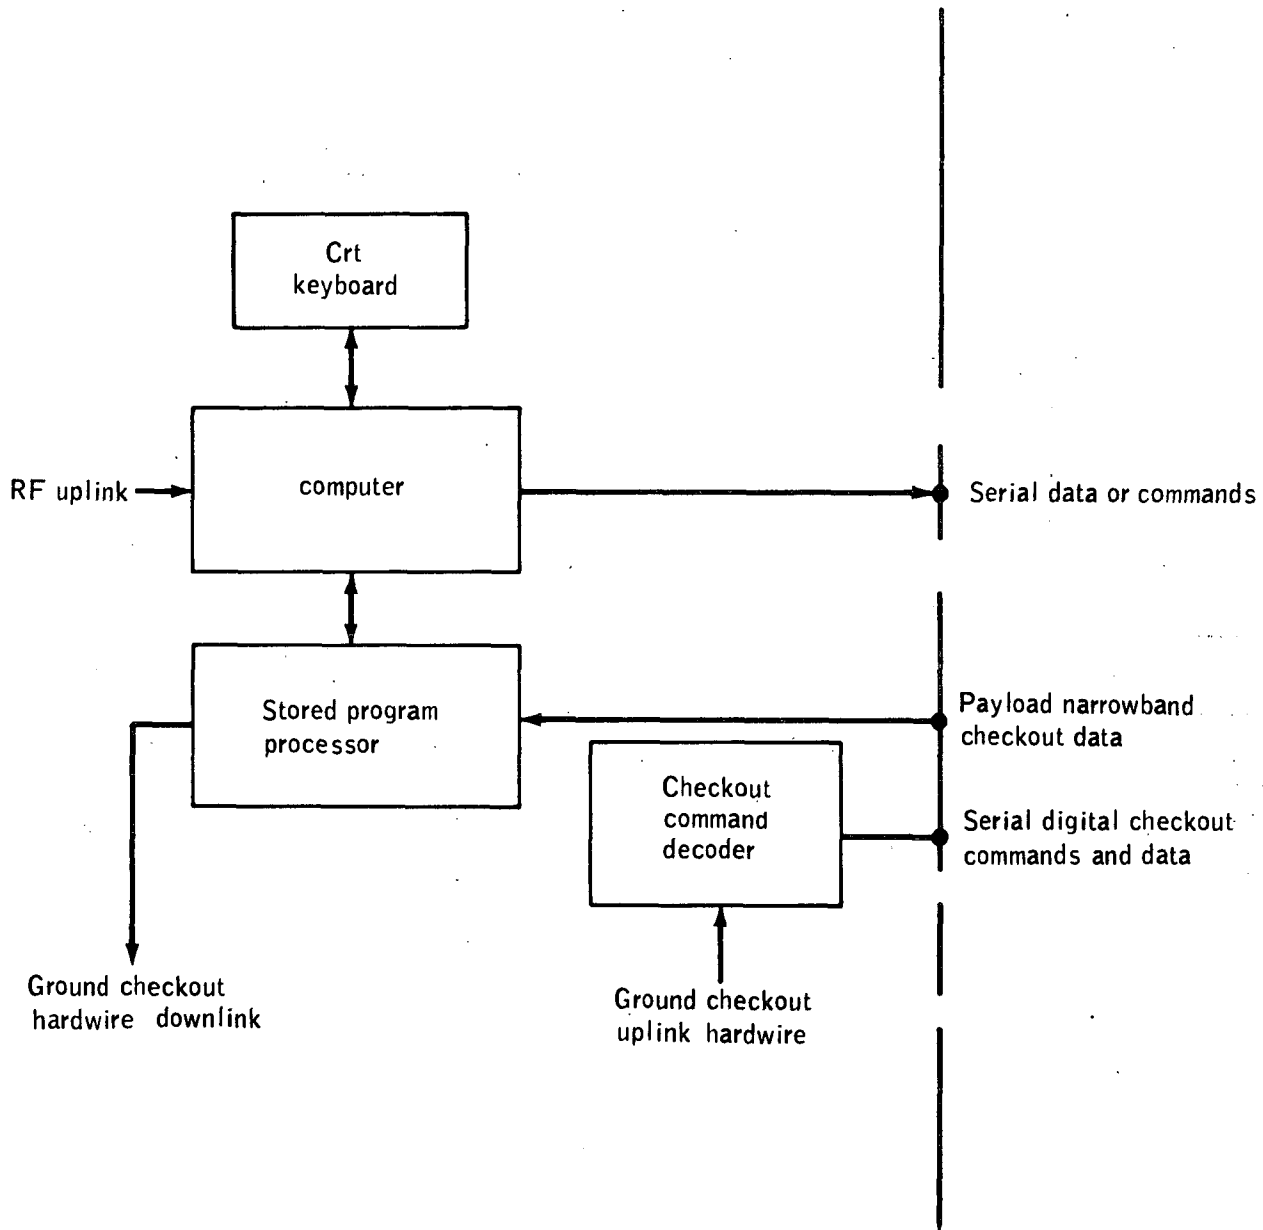 Crt
keyboard
RF uplink
computer
Serial data or commands
Stored program
processor
Payload narrowband
checkout data
Checkout
command
decoder
Serial digital checkout
commands and data
Ground checkout
hardwire downlink
Ground checkout
uplink hardwire